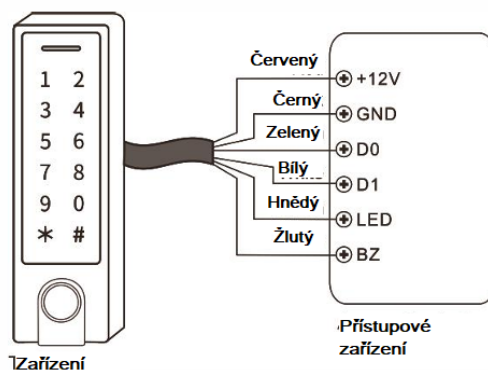 1 2
3 4
5 6
7 8
9 0
* #
Červený
+12V
Černý
GND
Zelený
D0
Bílý
D1
Hnědý
LED
Žlutý
BZ
Zařízení
Přístupové
zařízení